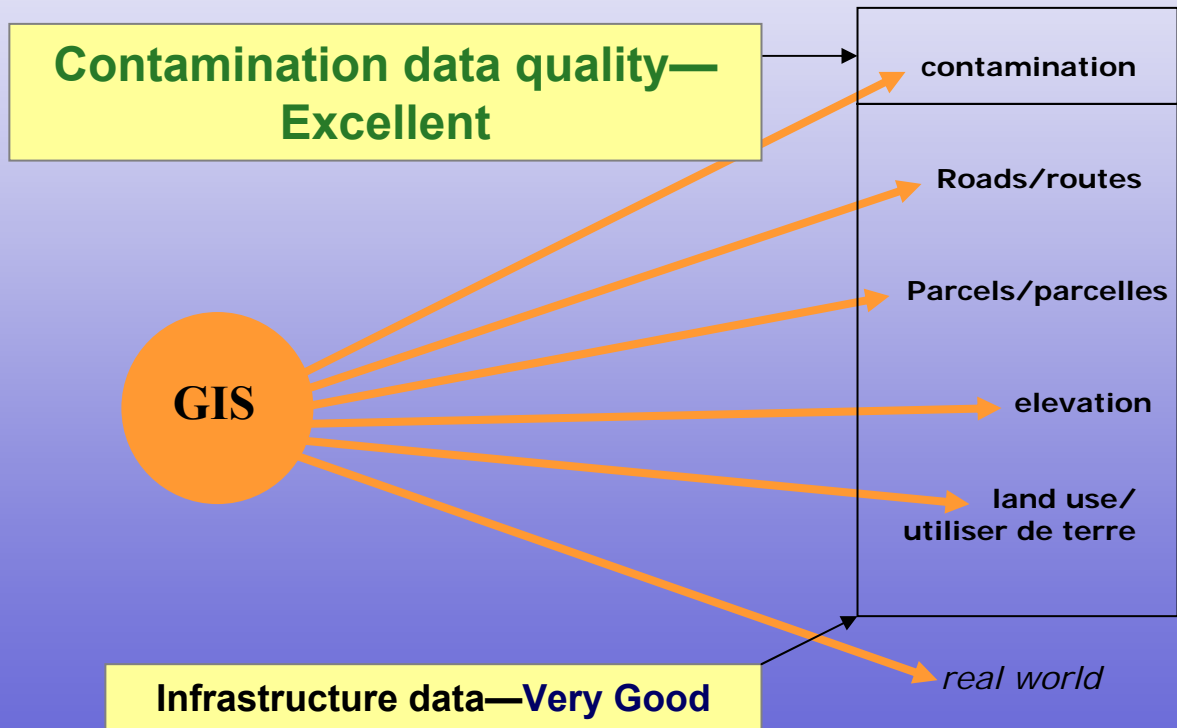 Contamination data quality—
Excellent
contamination
Roads/routes
Parcels/parcelles
GIS
elevation
land use/
utiliser de terre
real world
Infrastructure data—Very Good